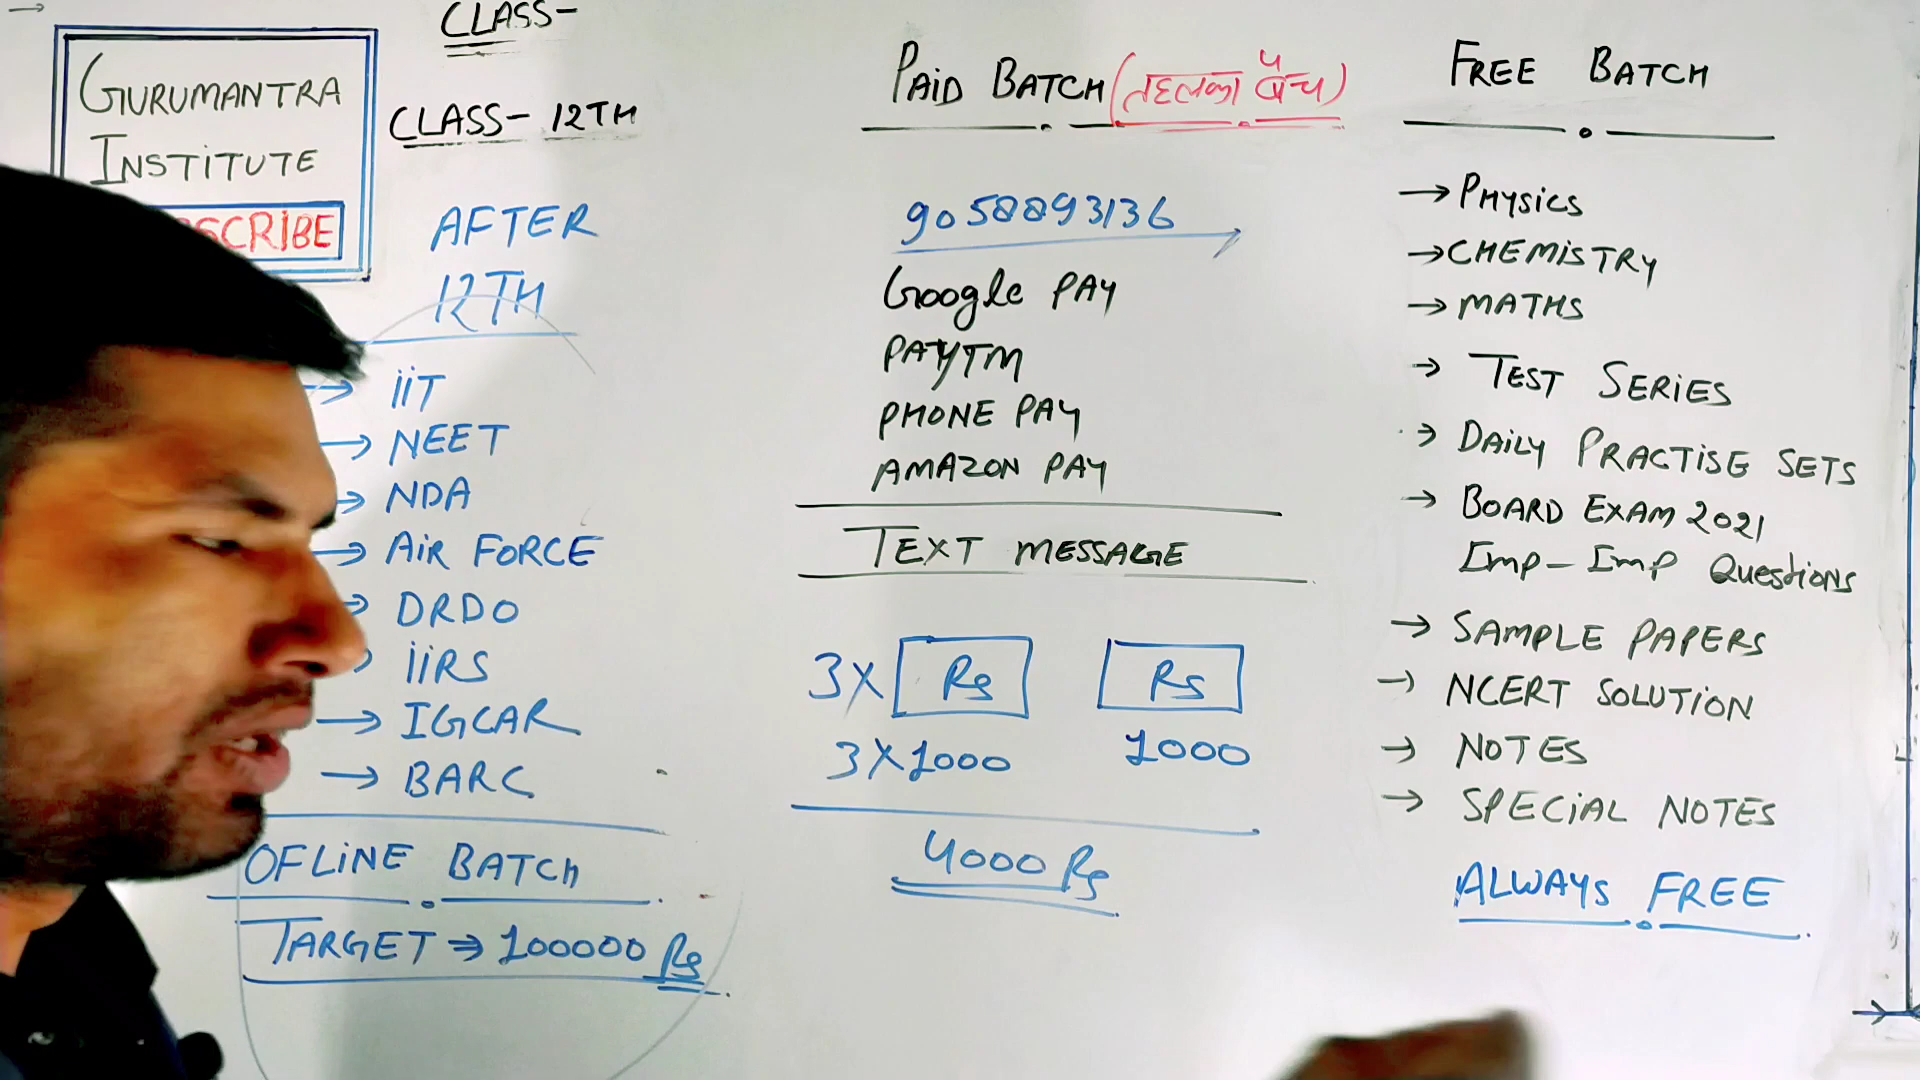 GURUMANTRA
INSTITUTE
SCRIBE
CLASS-
CLASS- 12TH
AFTER
12TH
→ iiT
→ NEET
→ NDA
→ AiR FORCE
→ DRDO
iiRS
→ IGCAR
→ BARC
OFLiNE BATCH
TARGET ⇒ 100000 Rs
PAiD BATCH (तहलका बैच)
9058893136
Google PAY
PAYTM
PHONE PAY
AMAZON PAY
TEXT MESSAGE
3X Rs Rs
3X1000 1000
4000 Rs
FREE BATCH
→ PHYSiCS
→ CHEMiSTRY
→ MATHS
→ TEST SERiES
→ DAiLY PRACTiSE SETS
→ BOARD EXAM 2021
Imp - Imp QuestiONS
→ SAMPLE PAPERS
→ NCERT SOLUTiON
→ NOTES
→ SPECiAL NOTES
ALWAYS FREE